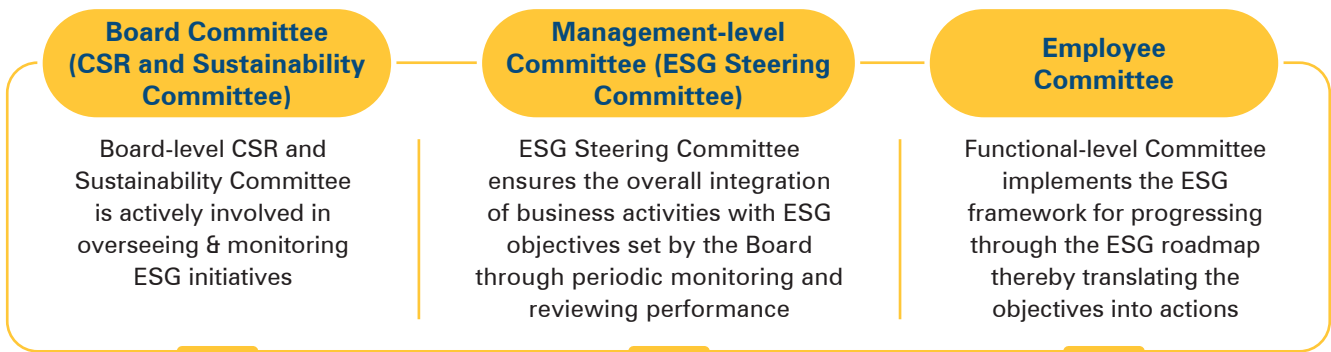 Board Committee
(CSR and Sustainability
Committee)
Board-level CSR and
Sustainability Committee
is actively involved in
overseeing & monitoring
ESG initiatives
Management-level
Committee (ESG Steering
Committee)
ESG Steering Committee
ensures the overall integration
of business activities with ESG
objectives set by the Board
through periodic monitoring and
reviewing performance
Employee
Committee
Functional-level Committee
implements the ESG
framework for progressing
through the ESG roadmap
thereby translating the
objectives into actions